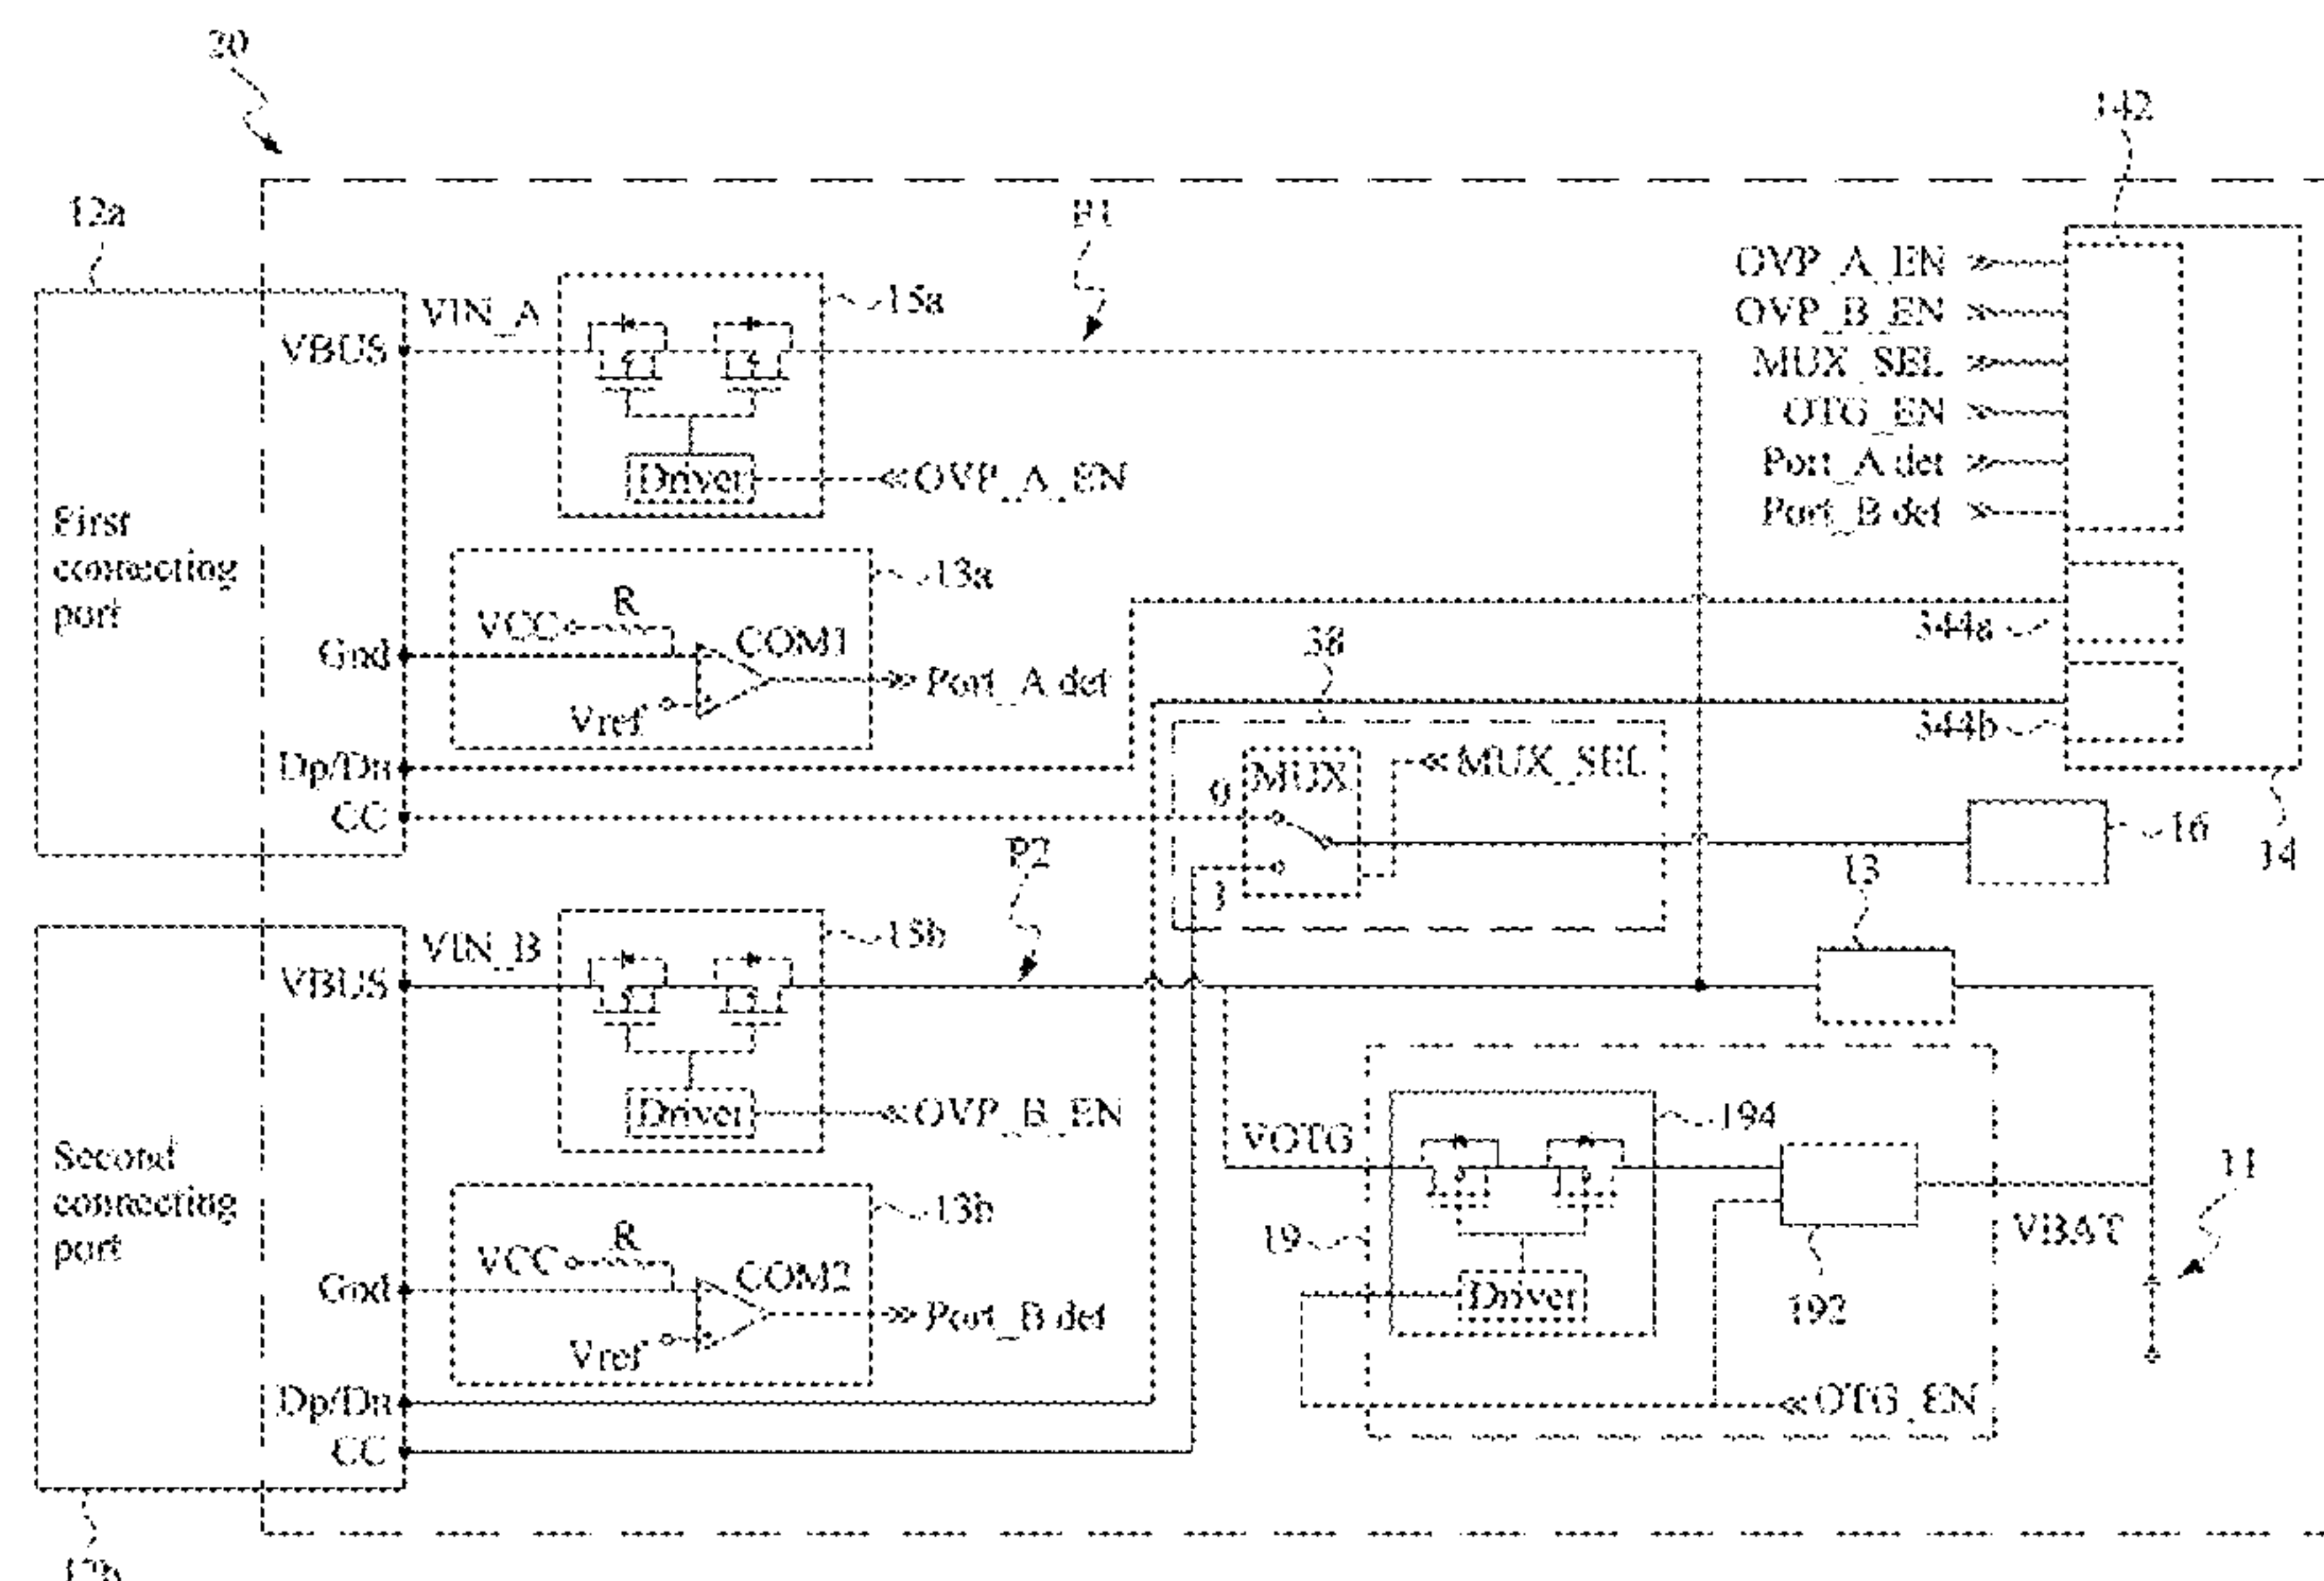 20
142
12a
P1
VIN_A
15a
VBUS
OVP_A_EN
OVP_B_EN
MUX_SEL
OTG_EN
Port_A det
Port_B det
Driver
OVP_A_EN
First
connecting
port
13a
R
VCC
COM1
Gnd
Port_A det
Vref
344a
38
344b
Dp/Dn
MUX
MUX_SEL
0
CC
16
14
P2
13
1
VIN_B
15b
VBUS
Driver
OVP_B_EN
194
VOTG
11
Second
connecting
port
13b
R
VCC
COM2
19
VBAT
Gnd
Port_B det
Driver
192
Vref
Dp/Dn
OTG_EN
CC
12b